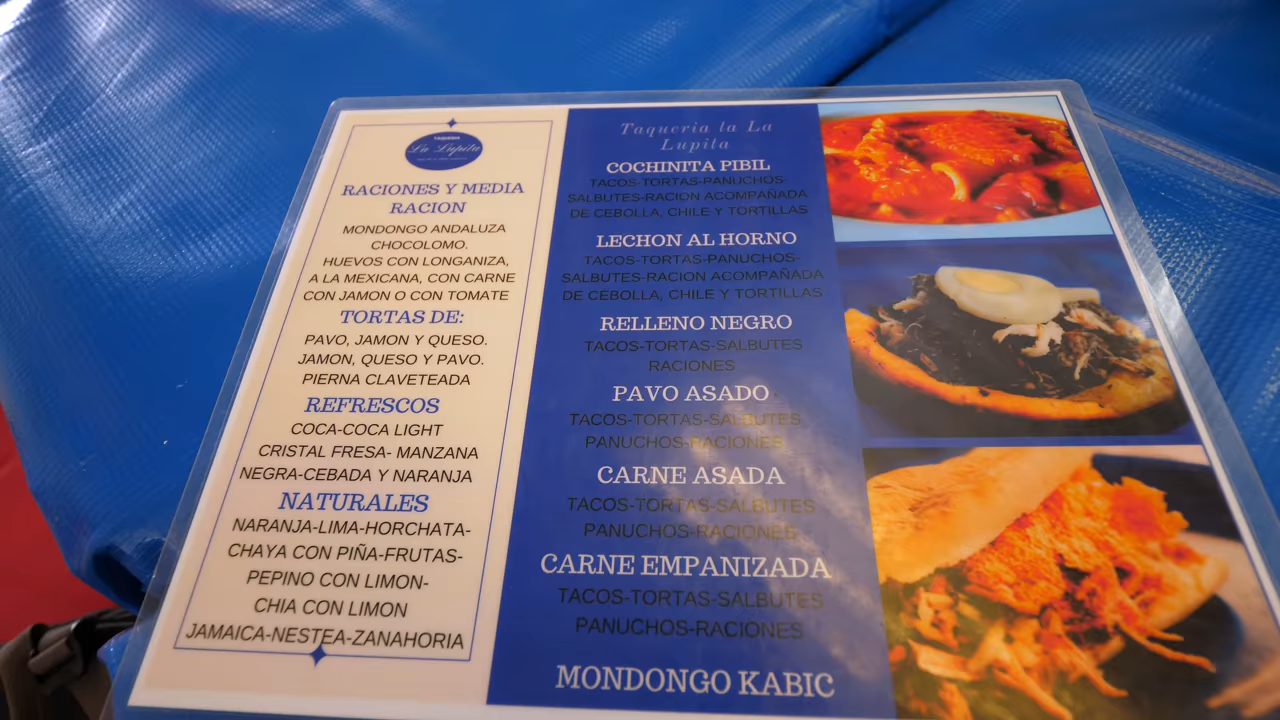 TAQUERIA
La Lupita
RACIONES Y MEDIA
RACION
MONDONGO ANDALUZA
CHOCOLOMO.
HUEVOS CON LONGANIZA,
A LA MEXICANA, CON CARNE
CON JAMON O CON TOMATE
TORTAS DE:
PAVO, JAMON Y QUESO.
JAMON, QUESO Y PAVO.
PIERNA CLAVETEADA
REFRESCOS
COCA-COCA LIGHT
CRISTAL FRESA- MANZANA
NEGRA-CEBADA Y NARANJA
NATURALES
NARANJA-LIMA-HORCHATA-
CHAYA CON PIÑA-FRUTAS-
PEPINO CON LIMON-
CHIA CON LIMON
JAMAICA-NESTEA-ZANAHORIA
Taqueria la La
Lupita
COCHINITA PIBIL
TACOS-TORTAS-PANUCHOS-
SALBUTES-RACION ACOMPAÑADA
DE CEBOLLA, CHILE Y TORTILLAS
LECHON AL HORNO
TACOS-TORTAS-PANUCHOS-
SALBUTES-RACION ACOMPAÑADA
DE CEBOLLA, CHILE Y TORTILLAS
RELLENO NEGRO
TACOS-TORTAS-SALBUTES
RACIONES
PAVO ASADO
TACOS-TORTAS-SALBUTES
PANUCHOS-RACIONES
CARNE ASADA
TACOS-TORTAS-SALBUTES
PANUCHOS-RACIONES
CARNE EMPANIZADA
TACOS-TORTAS-SALBUTES
PANUCHOS-RACIONES
MONDONGO KABIC